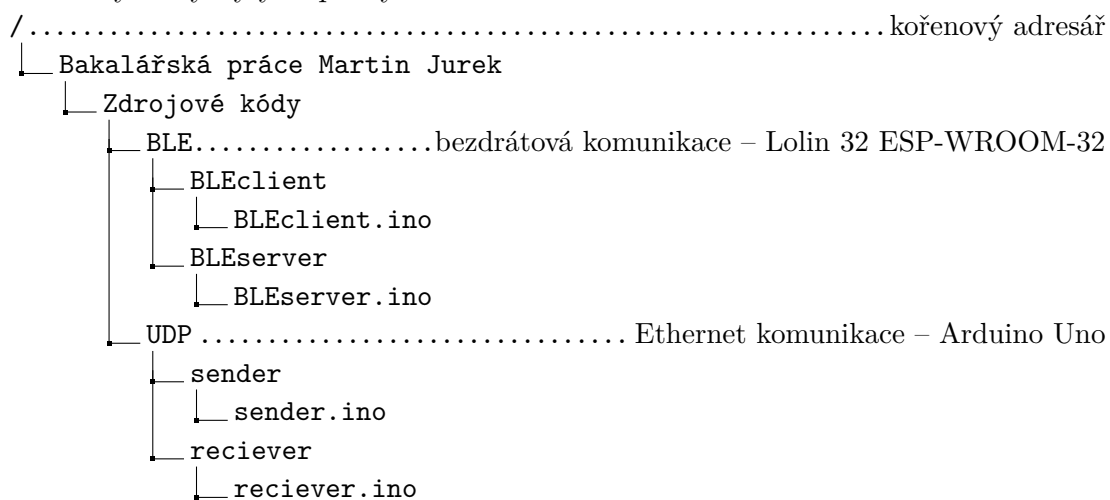 / ................................................................ kořenový adresář
Bakalářská práce Martin Jurek
Zdrojové kódy
BLE .................. bezdrátová komunikace – Lolin 32 ESP-WROOM-32
BLEclient
BLEclient.ino
BLEserver
BLEserver.ino
UDP ................................ Ethernet komunikace – Arduino Uno
sender
sender.ino
reciever
reciever.ino